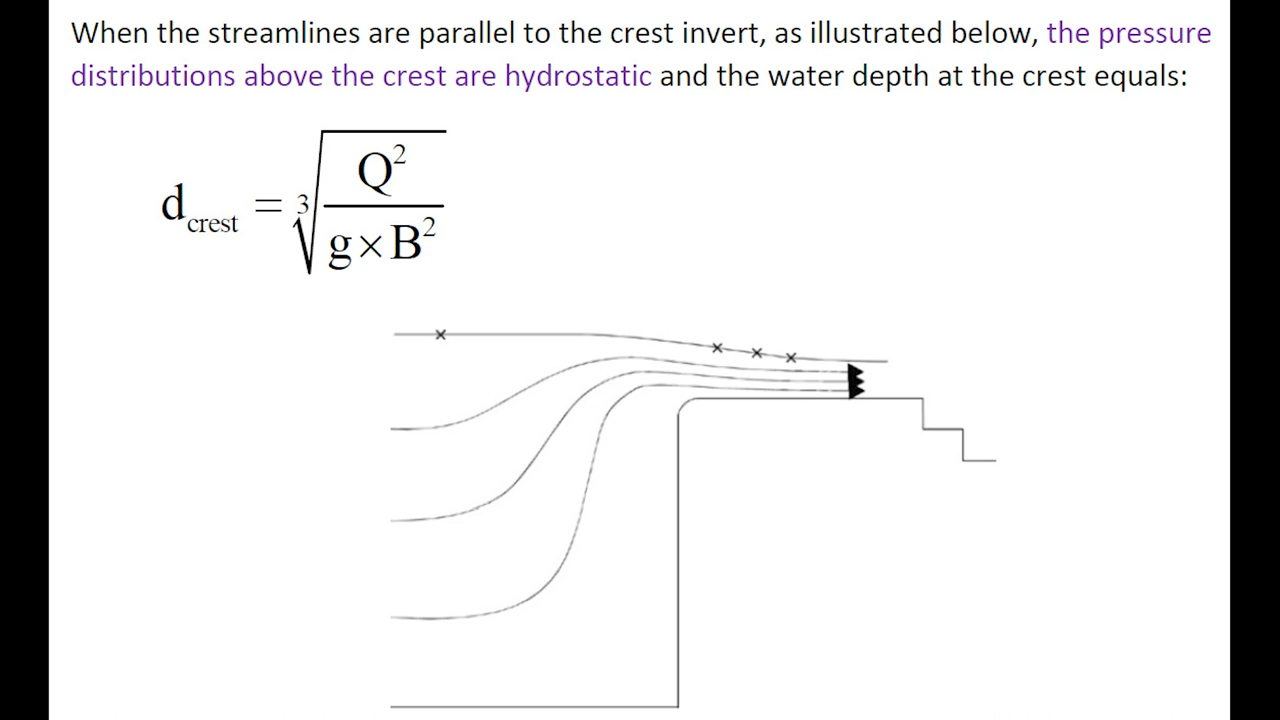 When the streamlines are parallel to the crest invert, as illustrated below, the pressure
distributions above the crest are hydrostatic and the water depth at the crest equals:
d_crest = ∛(Q² / (g×B²))